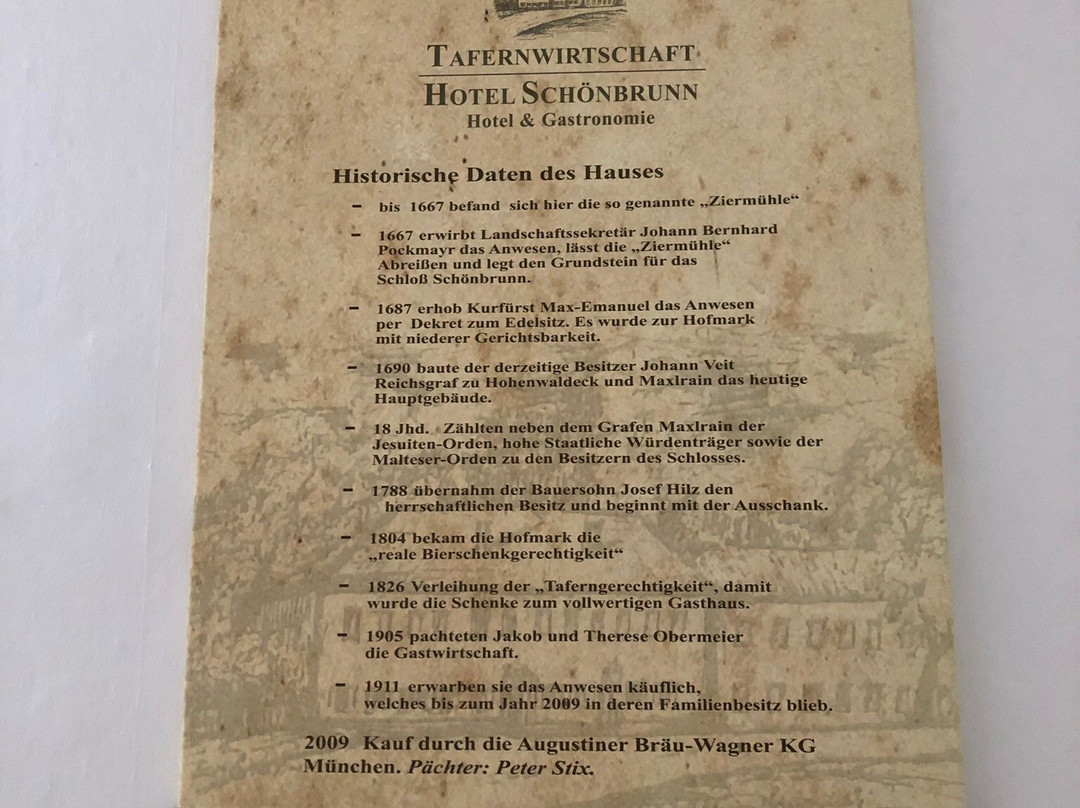 TAFERNWIRTSCHAFT
HOTEL SCHÖNBRUNN
Hotel & Gastronomie
Historische Daten des Hauses
– bis 1667 befand sich hier die so genannte „Ziermühle“
– 1667 erwirbt Landschaftssekretär Johann Bernhard
Pockmayr das Anwesen, lässt die „Ziermühle“
Abreißen und legt den Grundstein für das
Schloß Schönbrunn.
– 1687 erhob Kurfürst Max-Emanuel das Anwesen
per Dekret zum Edelsitz. Es wurde zur Hofmark
mit niederer Gerichtsbarkeit.
– 1690 baute der derzeitige Besitzer Johann Veit
Reichsgraf zu Hohenwaldeck und Maxlrain das heutige
Hauptgebäude.
– 18 Jhd. Zählten neben dem Grafen Maxlrain der
Jesuiten-Orden, hohe Staatliche Würdenträger sowie der
Malteser-Orden zu den Besitzern des Schlosses.
– 1788 übernahm der Bauersohn Josef Hilz den
herrschaftlichen Besitz und beginnt mit der Ausschank.
– 1804 bekam die Hofmark die
„reale Bierschenkgerechtigkeit“
– 1826 Verleihung der „Taferngerechtigkeit“, damit
wurde die Schenke zum vollwertigen Gasthaus.
– 1905 pachteten Jakob und Therese Obermeier
die Gastwirtschaft.
– 1911 erwarben sie das Anwesen käuflich,
welches bis zum Jahr 2009 in deren Familienbesitz blieb.
2009 Kauf durch die Augustiner Bräu-Wagner KG
München. Pächter: Peter Stix.